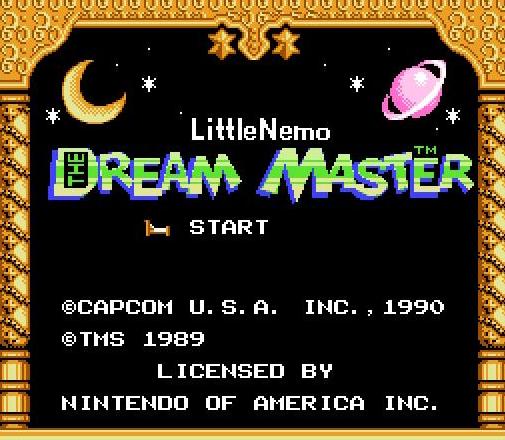 LittleNemo
THE DREAM MASTER™
START
©CAPCOM U.S.A. INC.,1990
©TMS 1989
LICENSED BY
NINTENDO OF AMERICA INC.